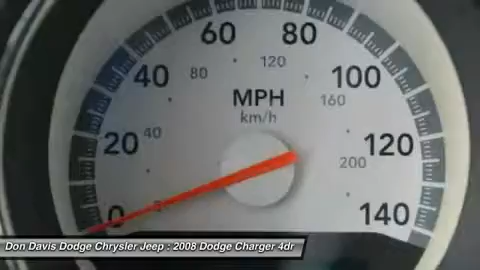 60 80
80 120
40 100
MPH 160
km/h
20 40 120
200
0 140
Don Davis Dodge Chrysler Jeep : 2008 Dodge Charger 4dr